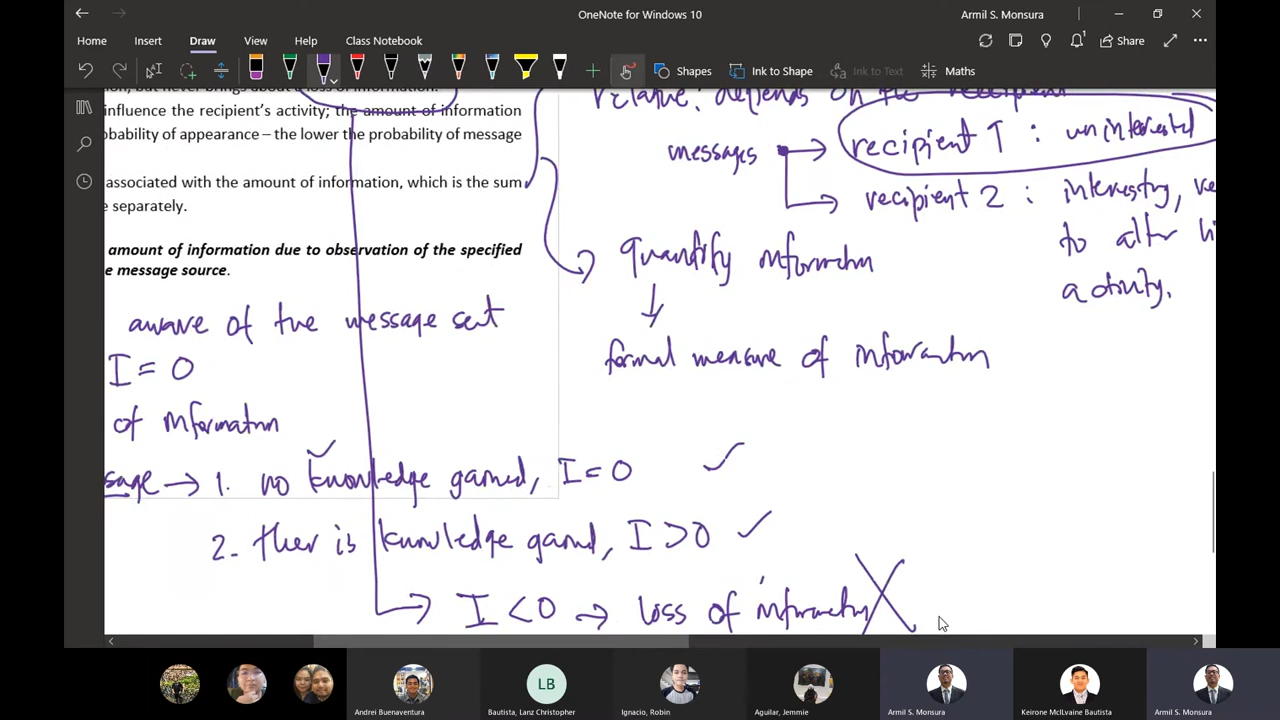 OneNote for Windows 10
Armil S. Monsura
Home Insert Draw View Help Class Notebook
Share
Shapes Ink to Shape Ink to Text Maths
influence the recipient's activity; the amount of information
obability of appearance – the lower the probability of message
associated with the amount of information, which is the sum
e separately.
amount of information due to observation of the specified
e message source.
aware of the message sent
I = 0
of information
sage → 1. no knowledge gained, I = 0 ✓
2. ther is knowledge gained, I > 0 ✓
→ I < 0 → loss of information
relative: depends on the recipient
messages → recipient 1 : uninterested
→ recipient 2 : interesting,
to alter
activity.
quantify information
↓
formal measure of information
Andrei Buenaventura
LB
Bautista, Lanz Christopher
Ignacio, Robin
Aguilar, Jemmie
Armil S. Monsura
Keirone McIlvaine Bautista
Armil S. Monsura